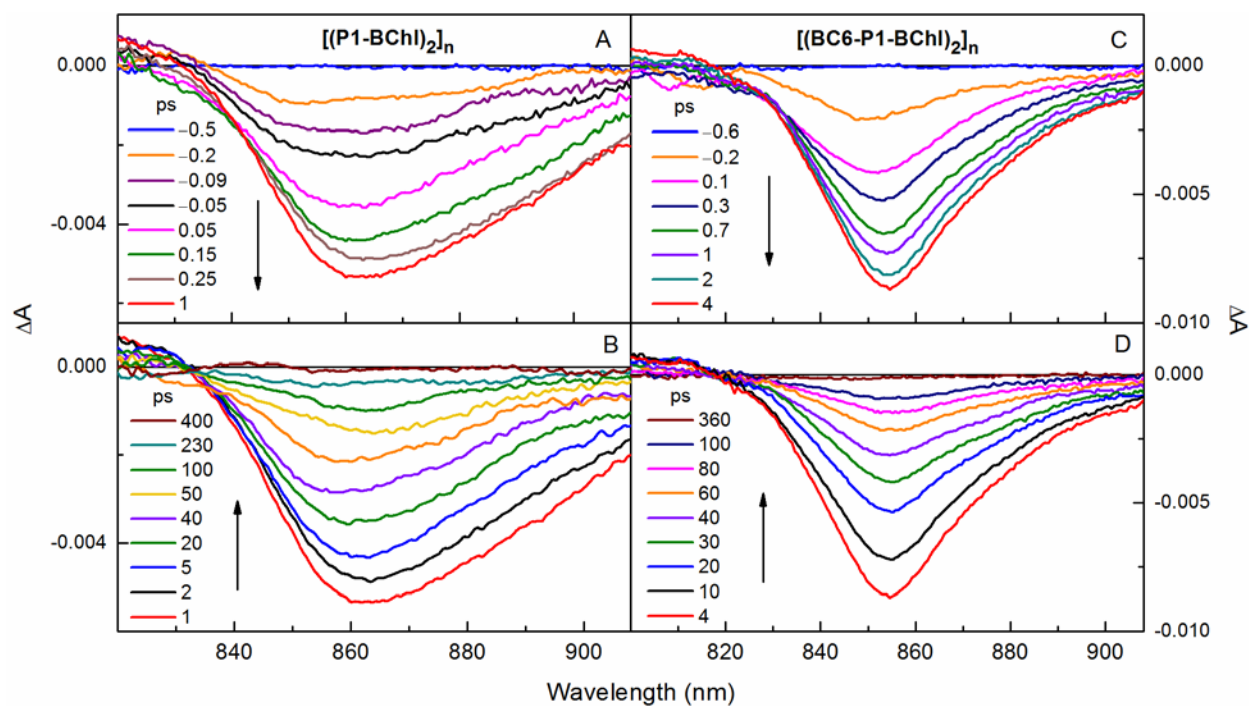 [(P1-BChl)2]n
A
0.000
-0.004
ps
−0.5
−0.2
−0.09
−0.05
0.05
0.15
0.25
1
[(BC6-P1-BChl)2]n
C
0.000
-0.005
-0.010
ps
−0.6
−0.2
0.1
0.3
0.7
1
2
4
ΔA
ΔA
B
0.000
-0.004
ps
400
230
100
50
40
20
5
2
1
D
0.000
-0.005
-0.010
ps
360
100
80
60
40
30
20
10
4
840 860 880 900
820 840 860 880 900
Wavelength (nm)